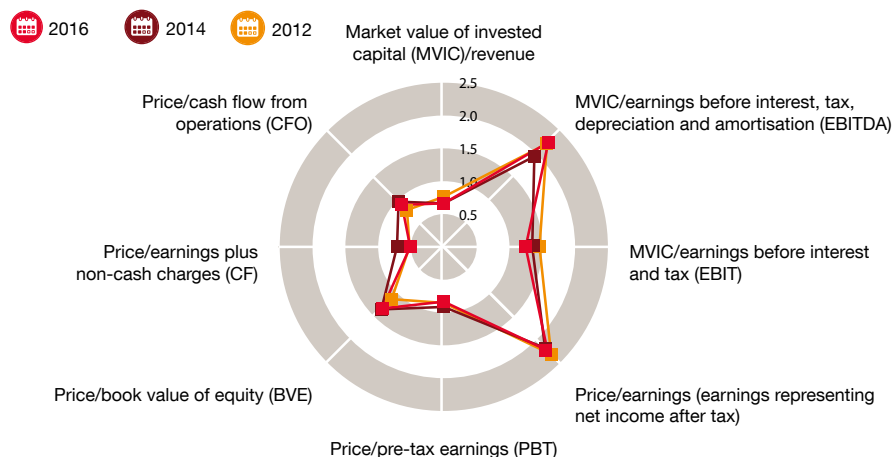 2016
2014
2012
Market value of invested
capital (MVIC)/revenue
Price/cash flow from
operations (CFO)
MVIC/earnings before interest, tax,
depreciation and amortisation (EBITDA)
2.5
2.0
1.5
1.0
0.5
Price/earnings plus
non-cash charges (CF)
MVIC/earnings before interest
and tax (EBIT)
Price/book value of equity (BVE)
Price/earnings (earnings representing
net income after tax)
Price/pre-tax earnings (PBT)